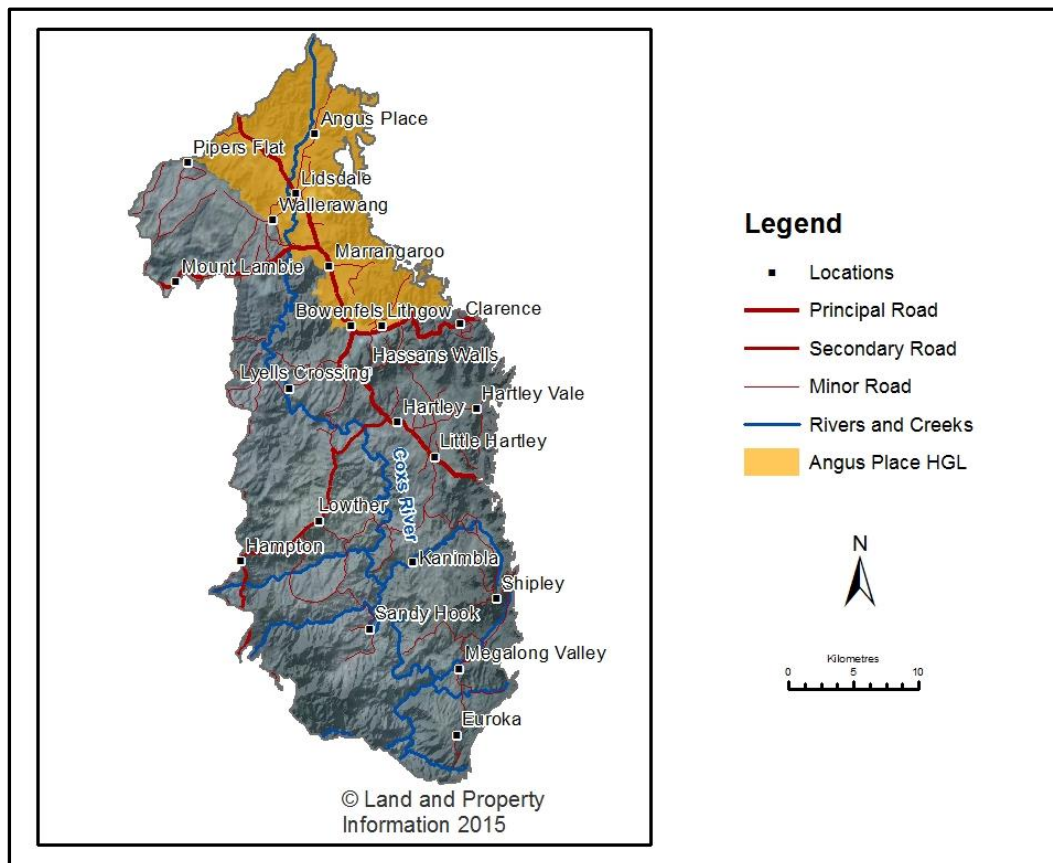 Angus Place
Pipers Flat
Lidsdale
Wallerawang
Marrangaroo
Mount Lambie
Bowenfels
Lithgow
Clarence
Hassans Walls
Lyells Crossing
Hartley Vale
Hartley
Little Hartley
Coxs River
Lowther
Hampton
Kanimbla
Shipley
Sandy Hook
Megalong Valley
Euroka
© Land and Property
Information 2015
Legend
Locations
Principal Road
Secondary Road
Minor Road
Rivers and Creeks
Angus Place HGL
N
Kilometres
0 5 10